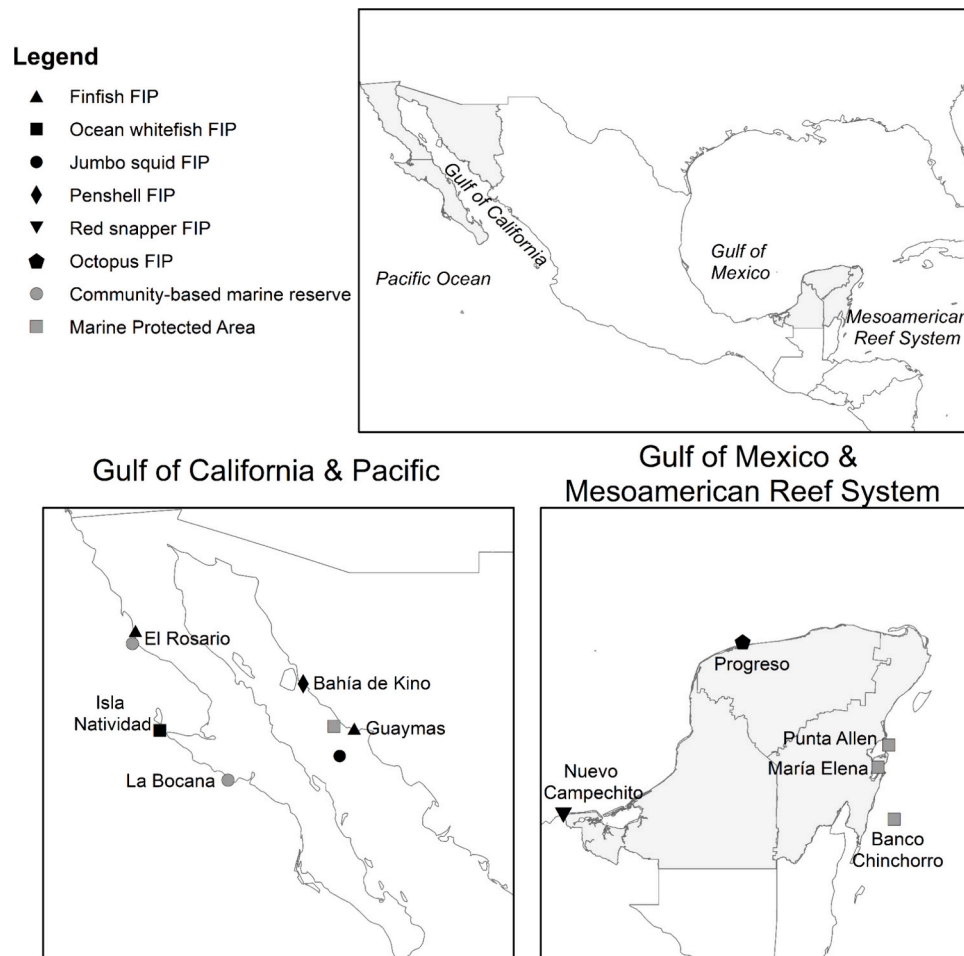 Legend
Finfish FIP
Ocean whitefish FIP
Jumbo squid FIP
Penshell FIP
Red snapper FIP
Octopus FIP
Community-based marine reserve
Marine Protected Area
Gulf of California
Pacific Ocean
Gulf of
Mexico
Mesoamerican
Reef System
Gulf of California & Pacific
El Rosario
Isla
Natividad
La Bocana
Bahía de Kino
Guaymas
Gulf of Mexico &
Mesoamerican Reef System
Progreso
Punta Allen
María Elena
Nuevo
Campechito
Banco
Chinchorro